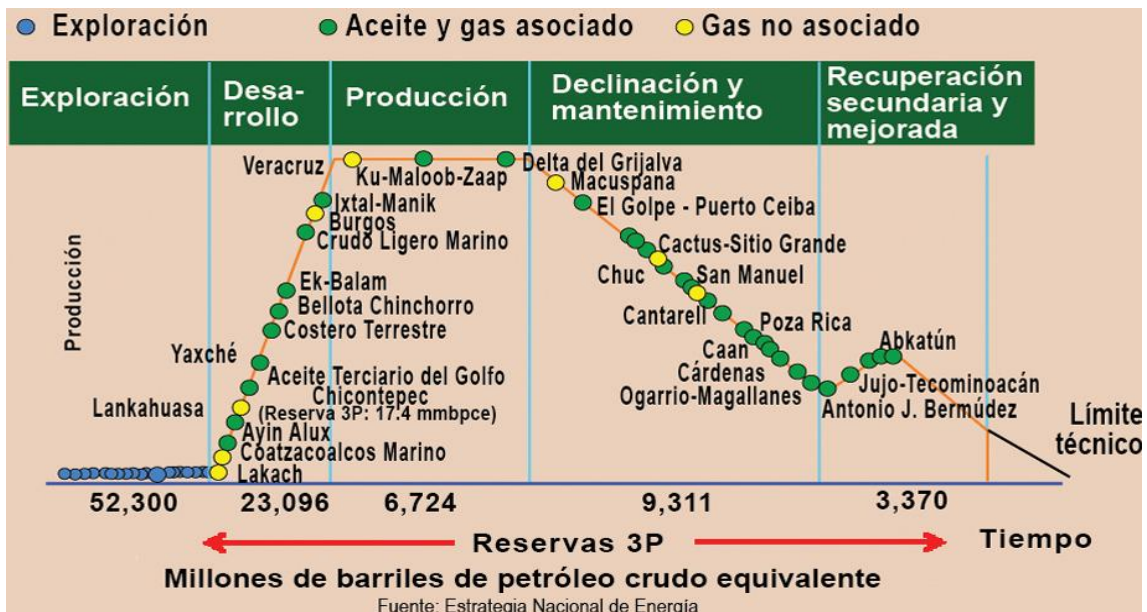 Exploración
Aceite y gas asociado
Gas no asociado
Exploración
Desa-
rrollo
Producción
Declinación y
mantenimiento
Recuperación
secundaria y
mejorada
Producción
Veracruz
Ku-Maloob-Zaap
Delta del Grijalva
Macuspana
Ixtal-Manik
Burgos
Crudo Ligero Marino
El Golpe - Puerto Ceiba
Cactus-Sitio Grande
Chuc
San Manuel
Ek-Balam
Bellota Chinchorro
Costero Terrestre
Cantarell
Poza Rica
Yaxché
Caan
Abkatún
Aceite Terciario del Golfo
Chicontepec
(Reserva 3P: 17.4 mmbpce)
Cárdenas
Jujo-Tecominoacán
Ogarrio-Magallanes
Antonio J. Bermúdez
Lankahuasa
Ayin Alux
Coatzacoalcos Marino
Lakach
Límite
técnico
52,300
23,096
6,724
9,311
3,370
Reservas 3P
Tiempo
Millones de barriles de petróleo crudo equivalente
Fuente: Estrategia Nacional de Energía